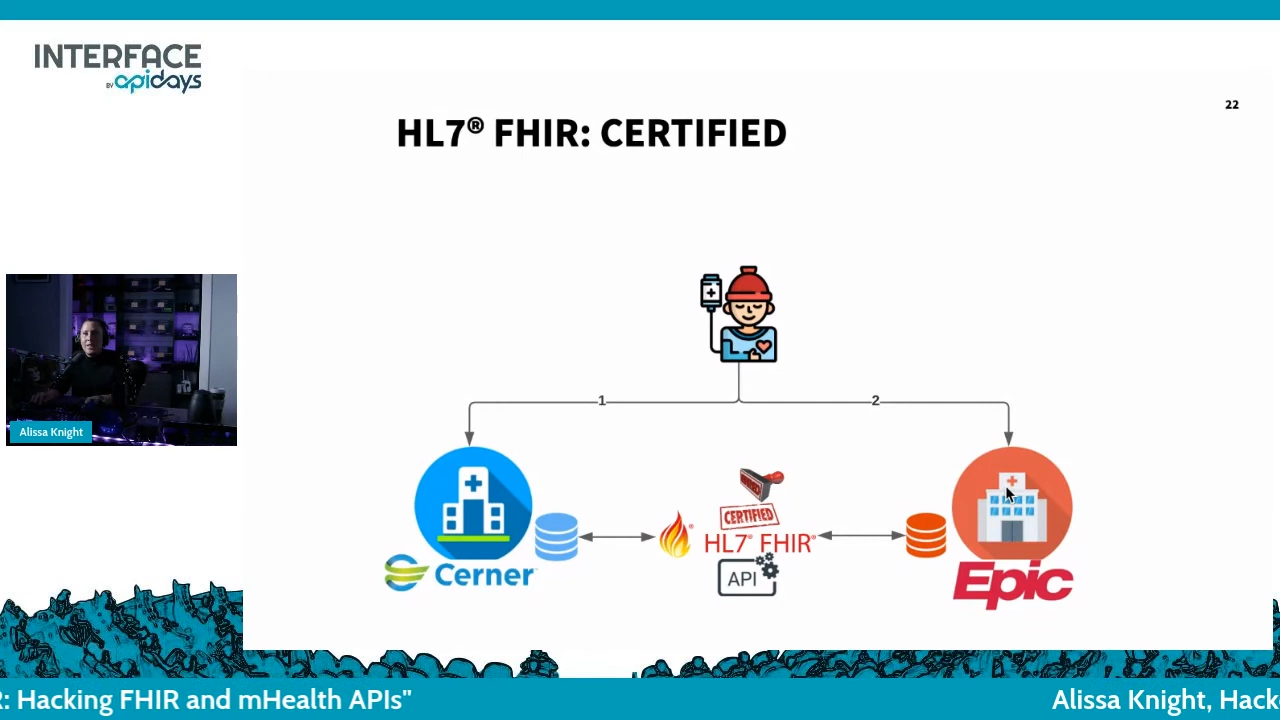 INTERFACE
BY apidays
22
HL7® FHIR: CERTIFIED
1
2
Alissa Knight
CERTIFIED
HL7® FHIR®
API
Cerner
Epic
R: Hacking FHIR and mHealth APIs"
Alissa Knight, Hack